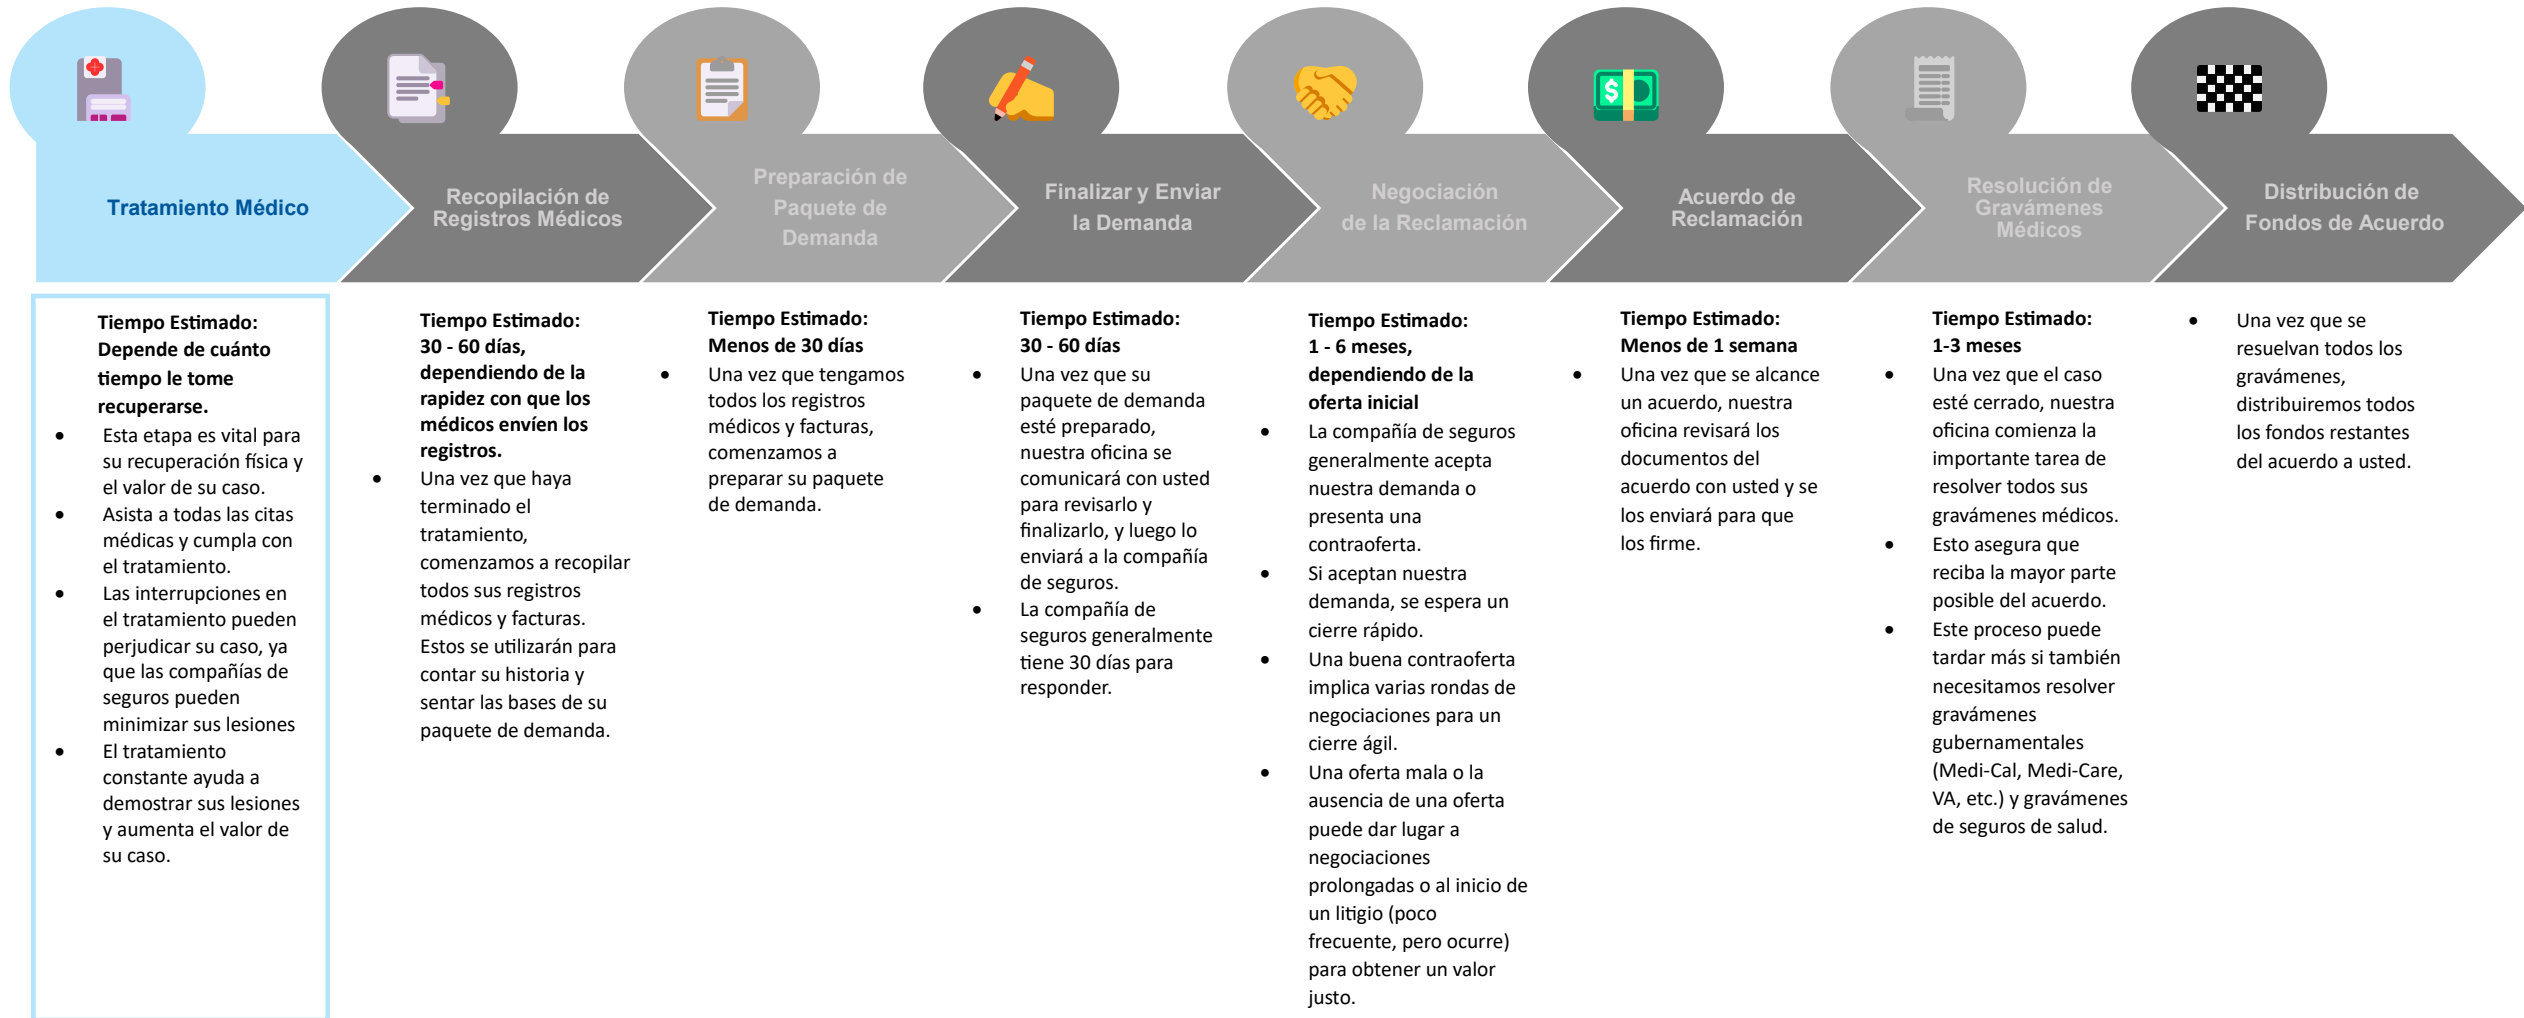 Tratamiento Médico
Recopilación de
Registros Médicos
Preparación de
Paquete de
Demanda
Finalizar y Enviar
la Demanda
Negociación
de la Reclamación
Acuerdo de
Reclamación
Resolución de
Gravámenes
Médicos
Distribución de
Fondos de Acuerdo
Tiempo Estimado:
Depende de cuánto
tiempo le tome
recuperarse.
• Esta etapa es vital para
su recuperación física y
el valor de su caso.
• Asista a todas las citas
médicas y cumpla con
el tratamiento.
• Las interrupciones en
el tratamiento pueden
perjudicar su caso, ya
que las compañías de
seguros pueden
minimizar sus lesiones
• El tratamiento
constante ayuda a
demostrar sus lesiones
y aumenta el valor de
su caso.
Tiempo Estimado:
30 - 60 días,
dependiendo de la
rapidez con que los
médicos envíen los
registros.
• Una vez que haya
terminado el
tratamiento,
comenzamos a recopilar
todos sus registros
médicos y facturas.
Estos se utilizarán para
contar su historia y
sentar las bases de su
paquete de demanda.
Tiempo Estimado:
Menos de 30 días
• Una vez que tengamos
todos los registros
médicos y facturas,
comenzamos a
preparar su paquete
de demanda.
Tiempo Estimado:
30 - 60 días
• Una vez que su
paquete de demanda
esté preparado,
nuestra oficina se
comunicará con usted
para revisarlo y
finalizarlo, y luego lo
enviará a la compañía
de seguros.
• La compañía de
seguros generalmente
tiene 30 días para
responder.
Tiempo Estimado:
1 - 6 meses,
dependiendo de la
oferta inicial
• La compañía de seguros
generalmente acepta
nuestra demanda o
presenta una
contraoferta.
• Si aceptan nuestra
demanda, se espera un
cierre rápido.
• Una buena contraoferta
implica varias rondas de
negociaciones para un
cierre ágil.
• Una oferta mala o la
ausencia de una oferta
puede dar lugar a
negociaciones
prolongadas o al inicio de
un litigio (poco
frecuente, pero ocurre)
para obtener un valor
justo.
Tiempo Estimado:
Menos de 1 semana
• Una vez que se alcance
un acuerdo, nuestra
oficina revisará los
documentos del
acuerdo con usted y se
los enviará para que
los firme.
Tiempo Estimado:
1-3 meses
• Una vez que el caso
esté cerrado, nuestra
oficina comienza la
importante tarea de
resolver todos sus
gravámenes médicos.
• Esto asegura que
reciba la mayor parte
posible del acuerdo.
• Este proceso puede
tardar más si también
necesitamos resolver
gravámenes
gubernamentales
(Medi-Cal, Medi-Care,
VA, etc.) y gravámenes
de seguros de salud.
• Una vez que se
resuelvan todos los
gravámenes,
distribuiremos todos
los fondos restantes
del acuerdo a usted.